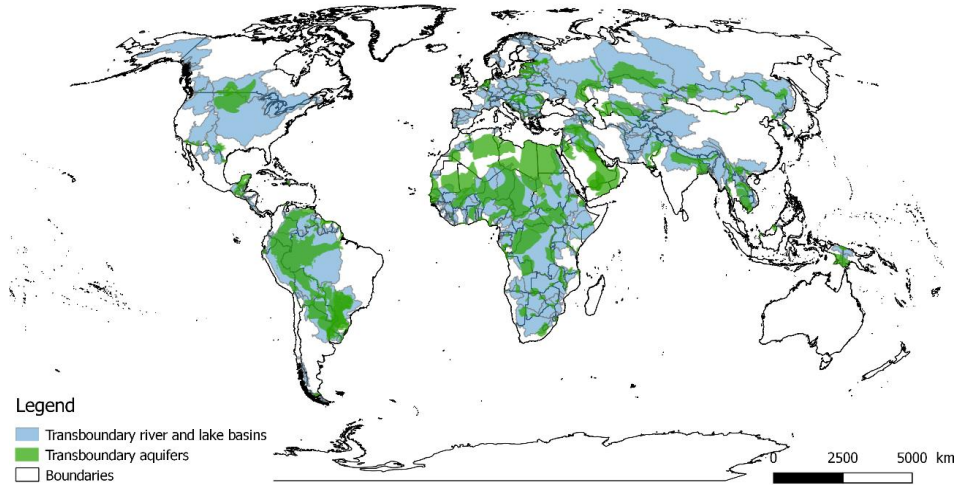 Legend
Transboundary river and lake basins
Transboundary aquifers
Boundaries
0 2500 5000 km